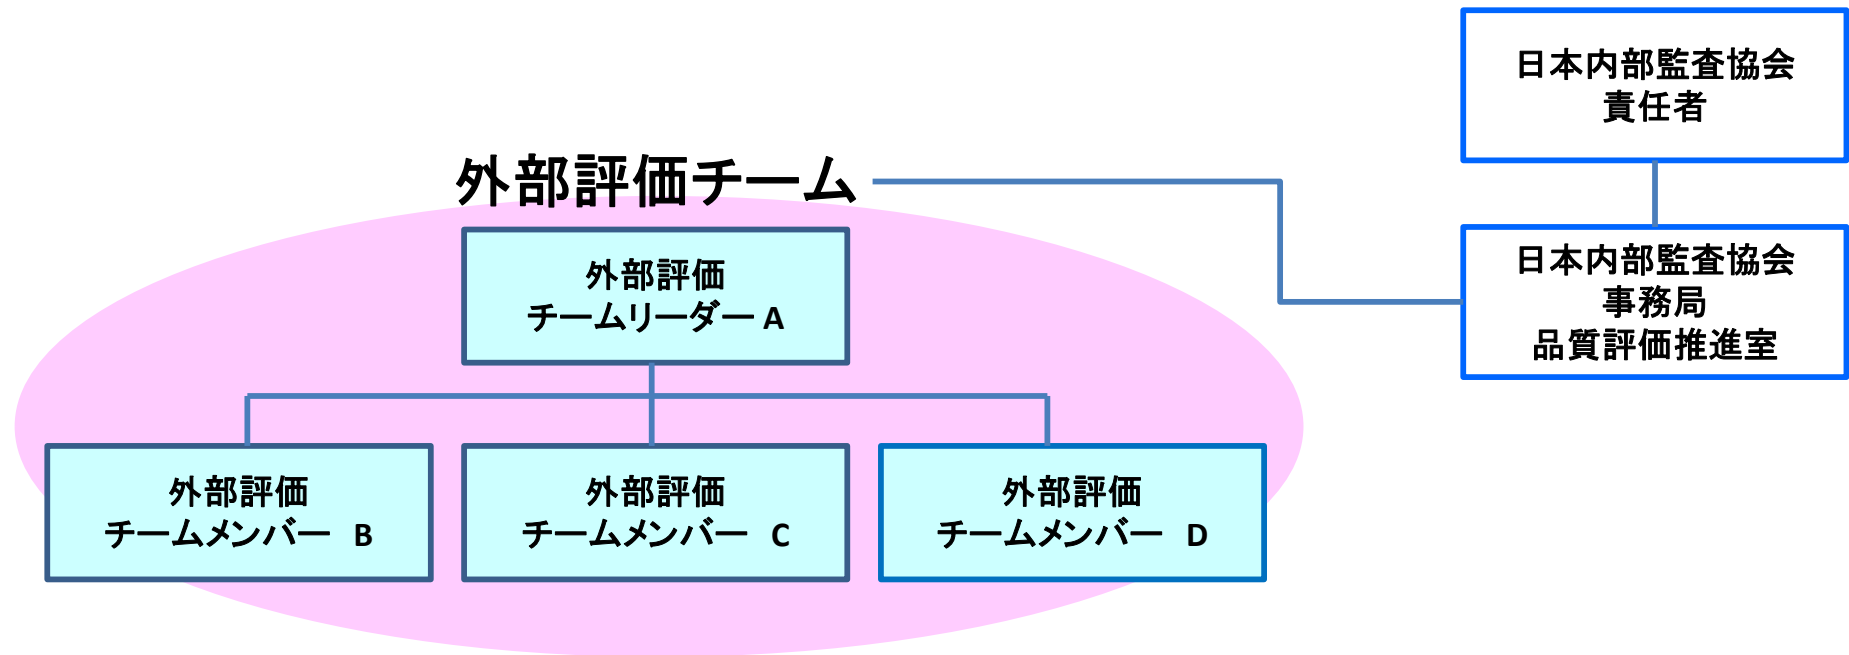 日本内部監査協会
責任者
外部評価チーム
日本内部監査協会
事務局
品質評価推進室
外部評価
チームリーダー A
外部評価
チームメンバー B
外部評価
チームメンバー C
外部評価
チームメンバー D